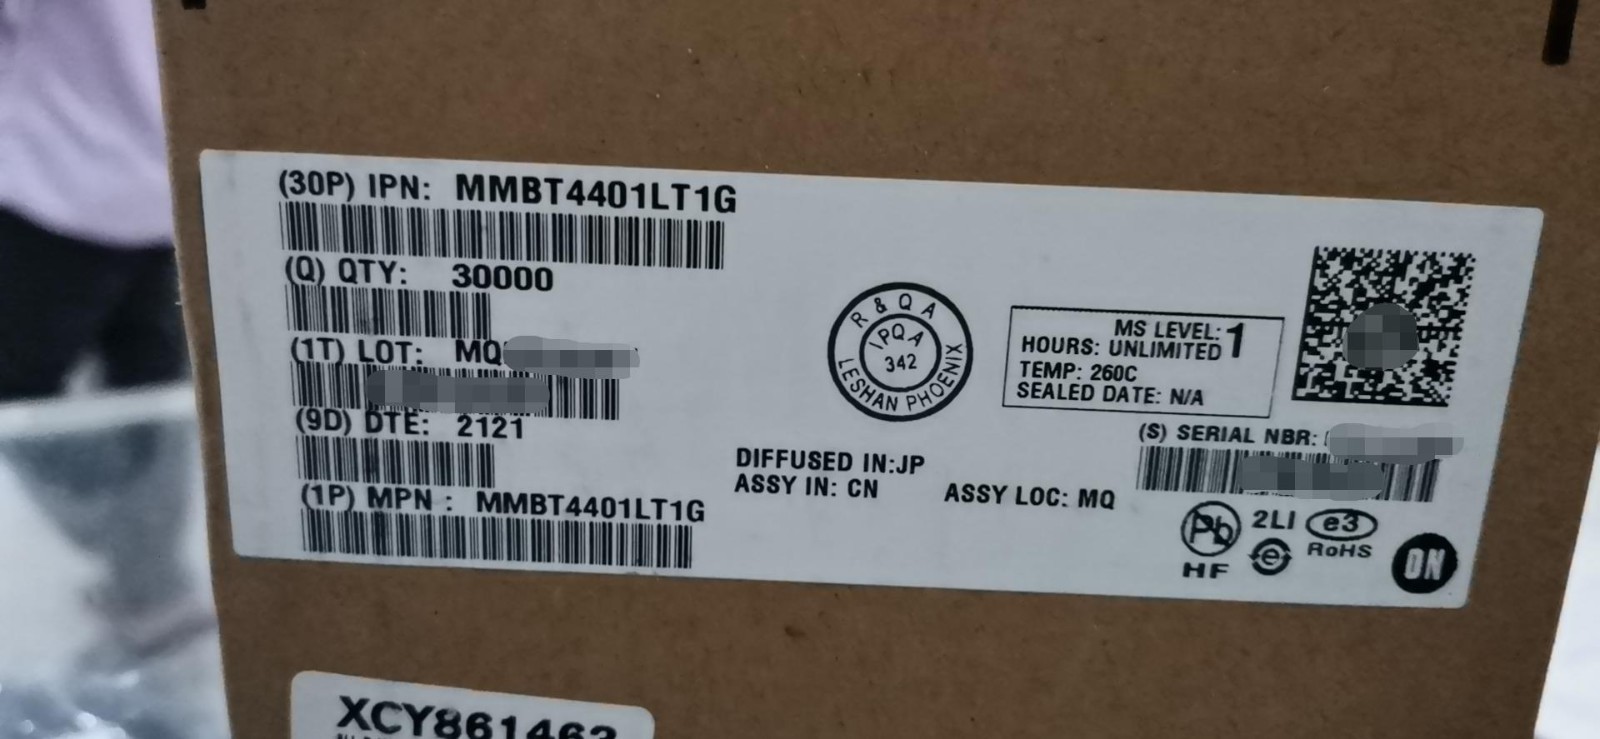 (30P) IPN: MMBT4401LT1G
(Q) QTY: 30000
(1T) LOT: MQ
(9D) DTE: 2121
(1P) MPN : MMBT4401LT1G
R & Q A
IPQA
342
LESHAN PHOENIX
DIFFUSED IN:JP
ASSY IN: CN
ASSY LOC: MQ
MS LEVEL: 1
HOURS: UNLIMITED
TEMP: 260C
SEALED DATE: N/A
(S) SERIAL NBR:
Pb
HF
2LI
e
e3
RoHS
ON
XCY861463